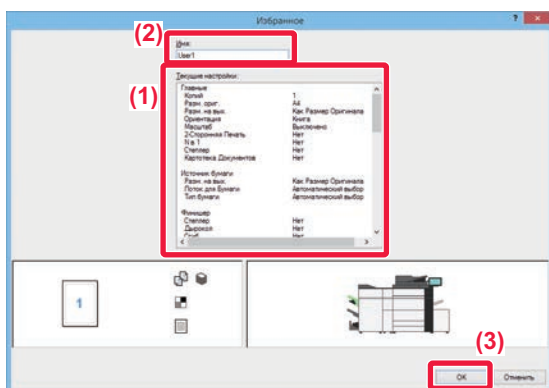 Избранное
? x
(2)
Имя:
User1
(1)
Текущие настройки:
Главные
Копий 1
Разм. ориг. A4
Разм. на вых. Как Размер Оригинала
Ориентация Книга
Масштаб Выключено
2-Сторонняя Печать Нет
N в 1 Нет
Степлер Нет
Картотека Документов Нет
Источник бумаги
Разм. на вых. Как Размер Оригинала
Лоток для Бумаги Автоматический выбор
Тип бумаги Автоматический выбор
Финишер
Степлер Нет
Дырокол Нет
Сгиб Нет
1
(3)
OK
Отменить